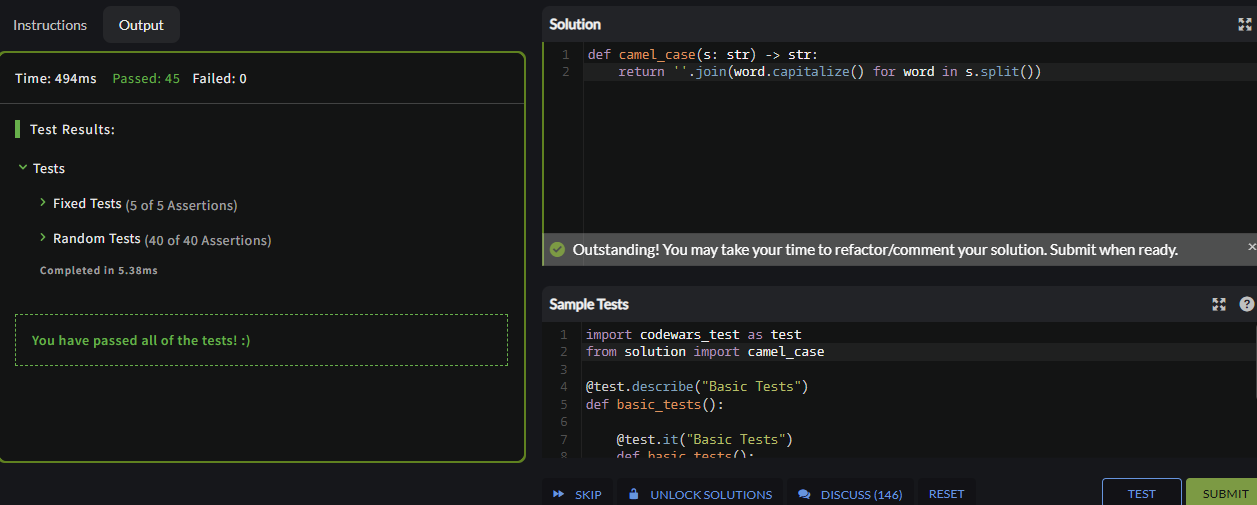 Instructions
Output
Time: 494ms Passed: 45 Failed: 0
Test Results:
Tests
Fixed Tests (5 of 5 Assertions)
Random Tests (40 of 40 Assertions)
Completed in 5.38ms
You have passed all of the tests! :)
Solution
1 def camel_case(s: str) -> str:
2     return ''.join(word.capitalize() for word in s.split())
Outstanding! You may take your time to refactor/comment your solution. Submit when ready.
×
Sample Tests
?
1 import codewars_test as test
2 from solution import camel_case
3
4 @test.describe("Basic Tests")
5 def basic_tests():
6
7     @test.it("Basic Tests")
8     def basic_tests():
SKIP
UNLOCK SOLUTIONS
DISCUSS (146)
RESET
TEST
SUBMIT